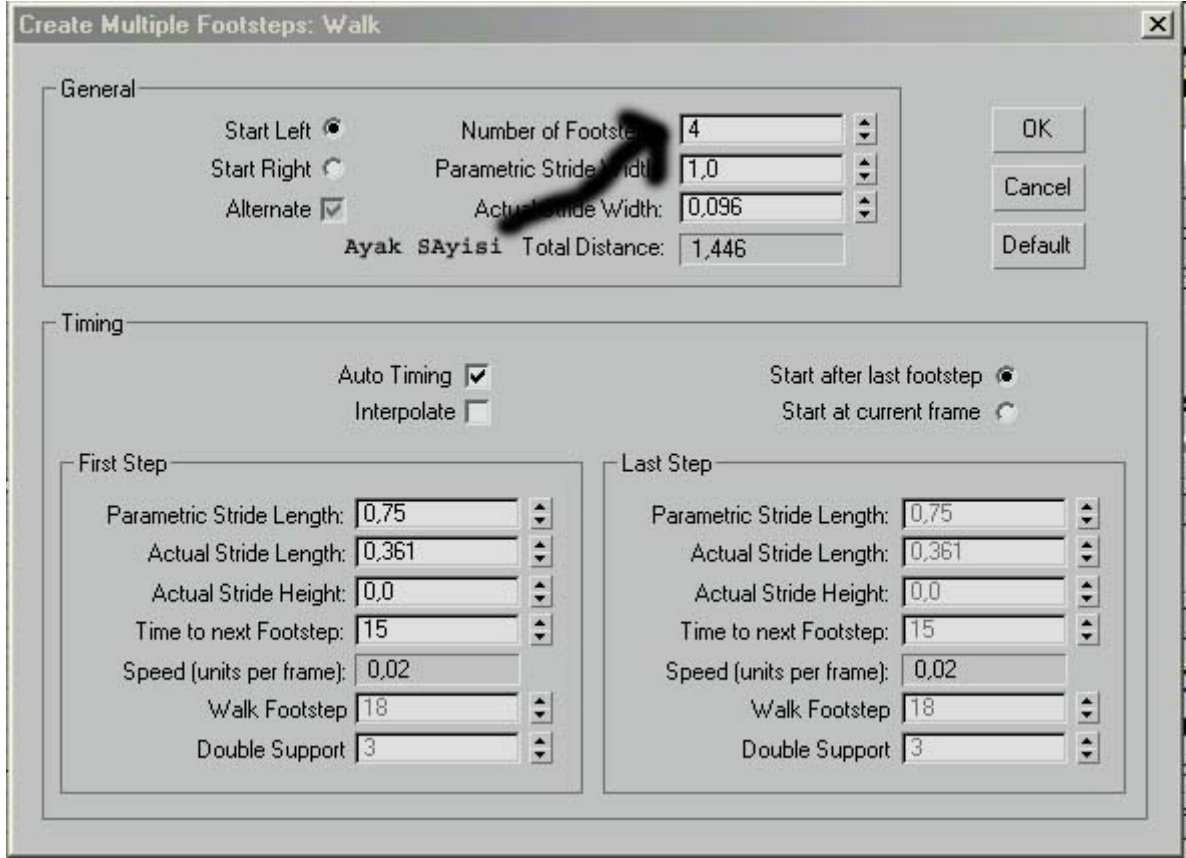 Create Multiple Footsteps: Walk
General
Start Left
Number of Footste
4
OK
Start Right
Parametric Stride Width:
1,0
Cancel
Alternate
Actual Stride Width:
0,096
Ayak SAyisi
Total Distance:
1,446
Default
Timing
Auto Timing
Start after last footstep
Interpolate
Start at current frame
First Step
Parametric Stride Length: 0,75
Actual Stride Length: 0,361
Actual Stride Height: 0,0
Time to next Footstep: 15
Speed (units per frame): 0,02
Walk Footstep 18
Double Support 3
Last Step
Parametric Stride Length: 0,75
Actual Stride Length: 0,361
Actual Stride Height: 0,0
Time to next Footstep: 15
Speed (units per frame): 0,02
Walk Footstep 18
Double Support 3